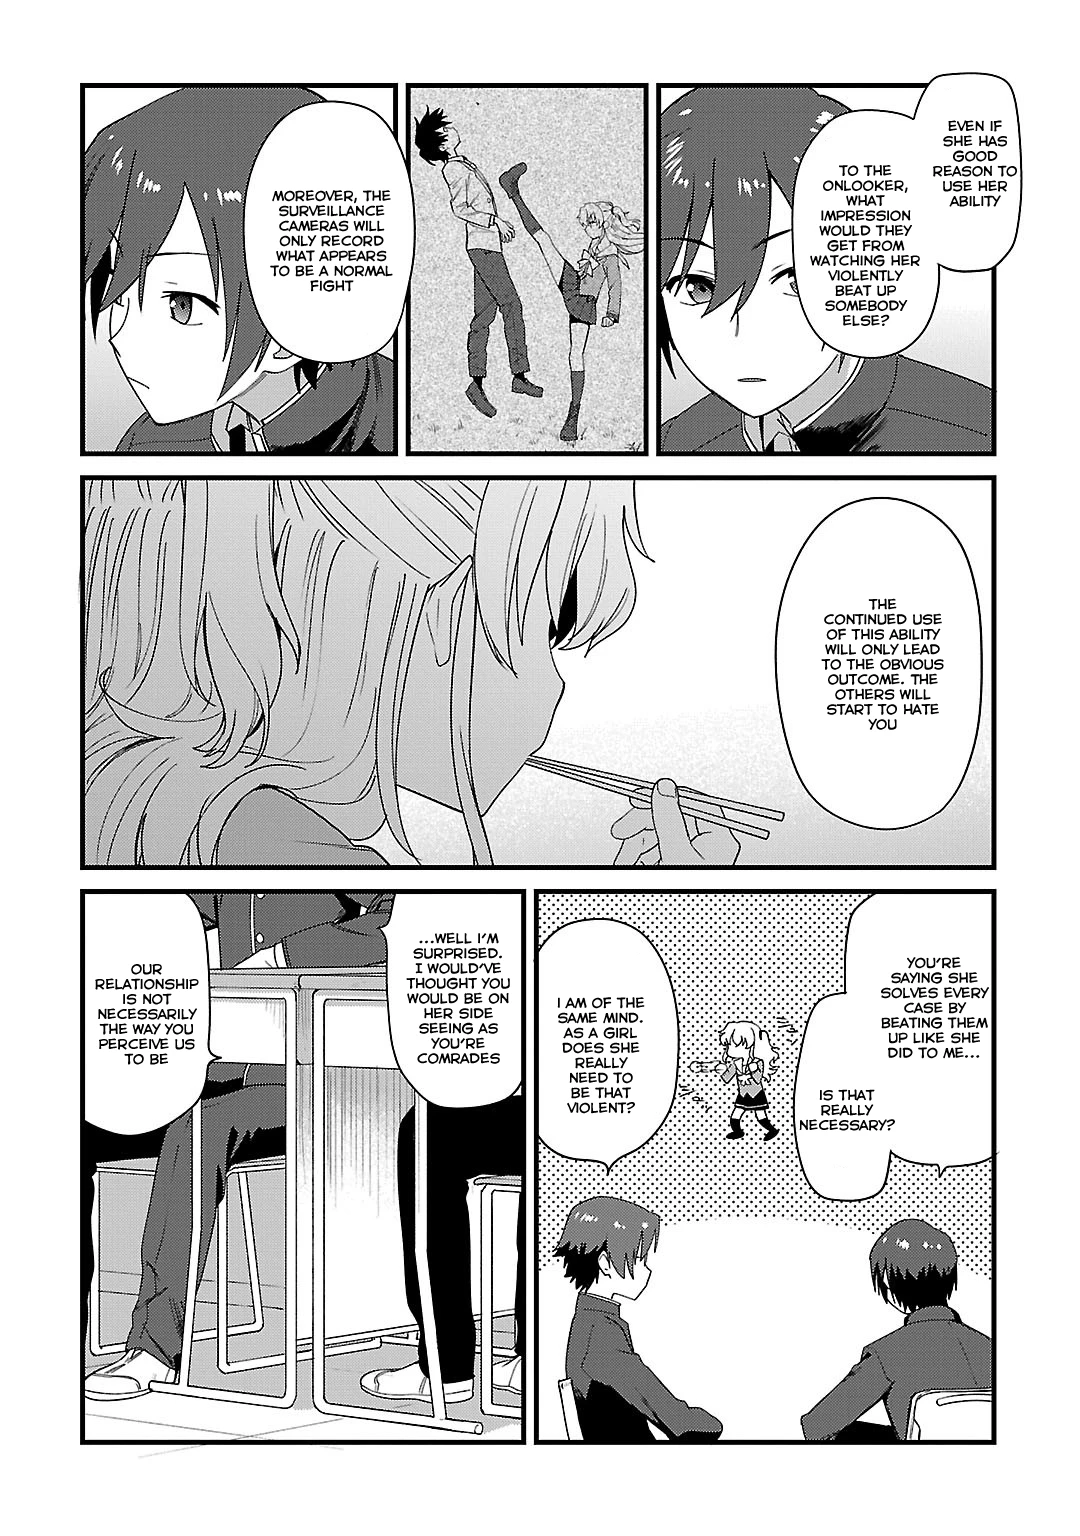 EVEN IF
SHE HAS
GOOD
REASON TO
USE HER
ABILITY
TO THE
ONLOOKER,
WHAT
IMPRESSION
WOULD THEY
GET FROM
WATCHING HER
VIOLENTLY
BEAT UP
SOMEBODY
ELSE?
MOREOVER, THE
SURVEILLANCE
CAMERAS WILL
ONLY RECORD
WHAT APPEARS
TO BE A NORMAL
FIGHT
THE
CONTINUED USE
OF THIS ABILITY
WILL ONLY LEAD
TO THE OBVIOUS
OUTCOME. THE
OTHERS WILL
START TO HATE
YOU
YOU'RE
SAYING SHE
SOLVES EVERY
CASE BY
BEATING THEM
UP LIKE SHE
DID TO ME...
IS THAT
REALLY
NECESSARY?
I AM OF THE
SAME MIND.
AS A GIRL
DOES SHE
REALLY
NEED TO
BE THAT
VIOLENT?
...WELL I'M
SURPRISED.
I WOULD'VE
THOUGHT YOU
WOULD BE ON
HER SIDE
SEEING AS
YOU'RE
COMRADES
OUR
RELATIONSHIP
IS NOT
NECESSARILY
THE WAY YOU
PERCEIVE US
TO BE